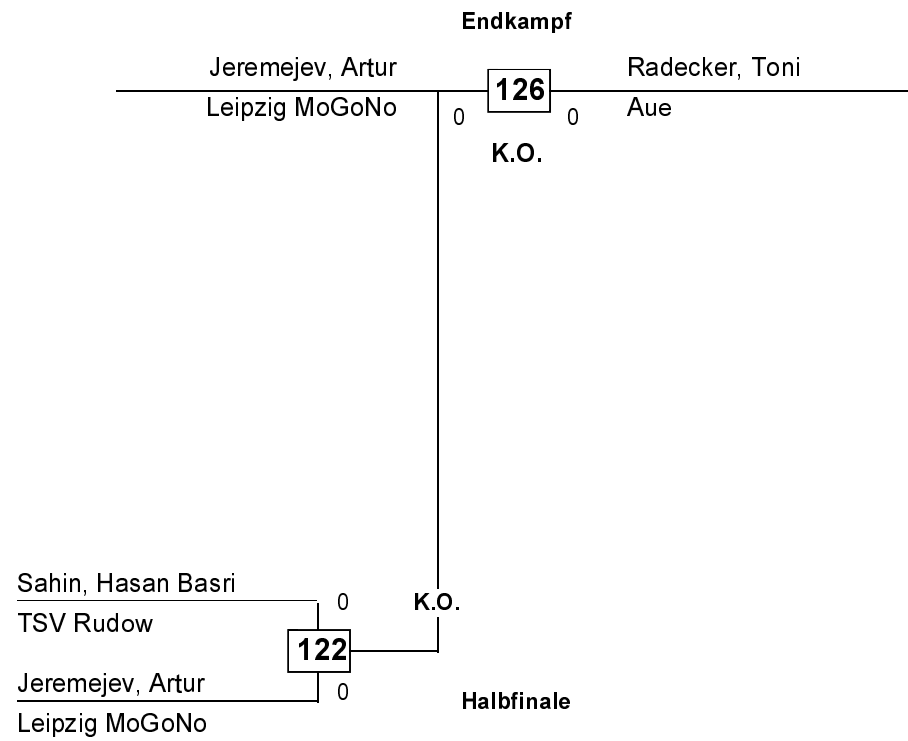 Endkampf
Jeremejev, Artur
Leipzig MoGoNo
0
126
0
K.O.
Radecker, Toni
Aue
Sahin, Hasan Basri
TSV Rudow
0
K.O.
122
Jeremejev, Artur
Leipzig MoGoNo
0
Halbfinale